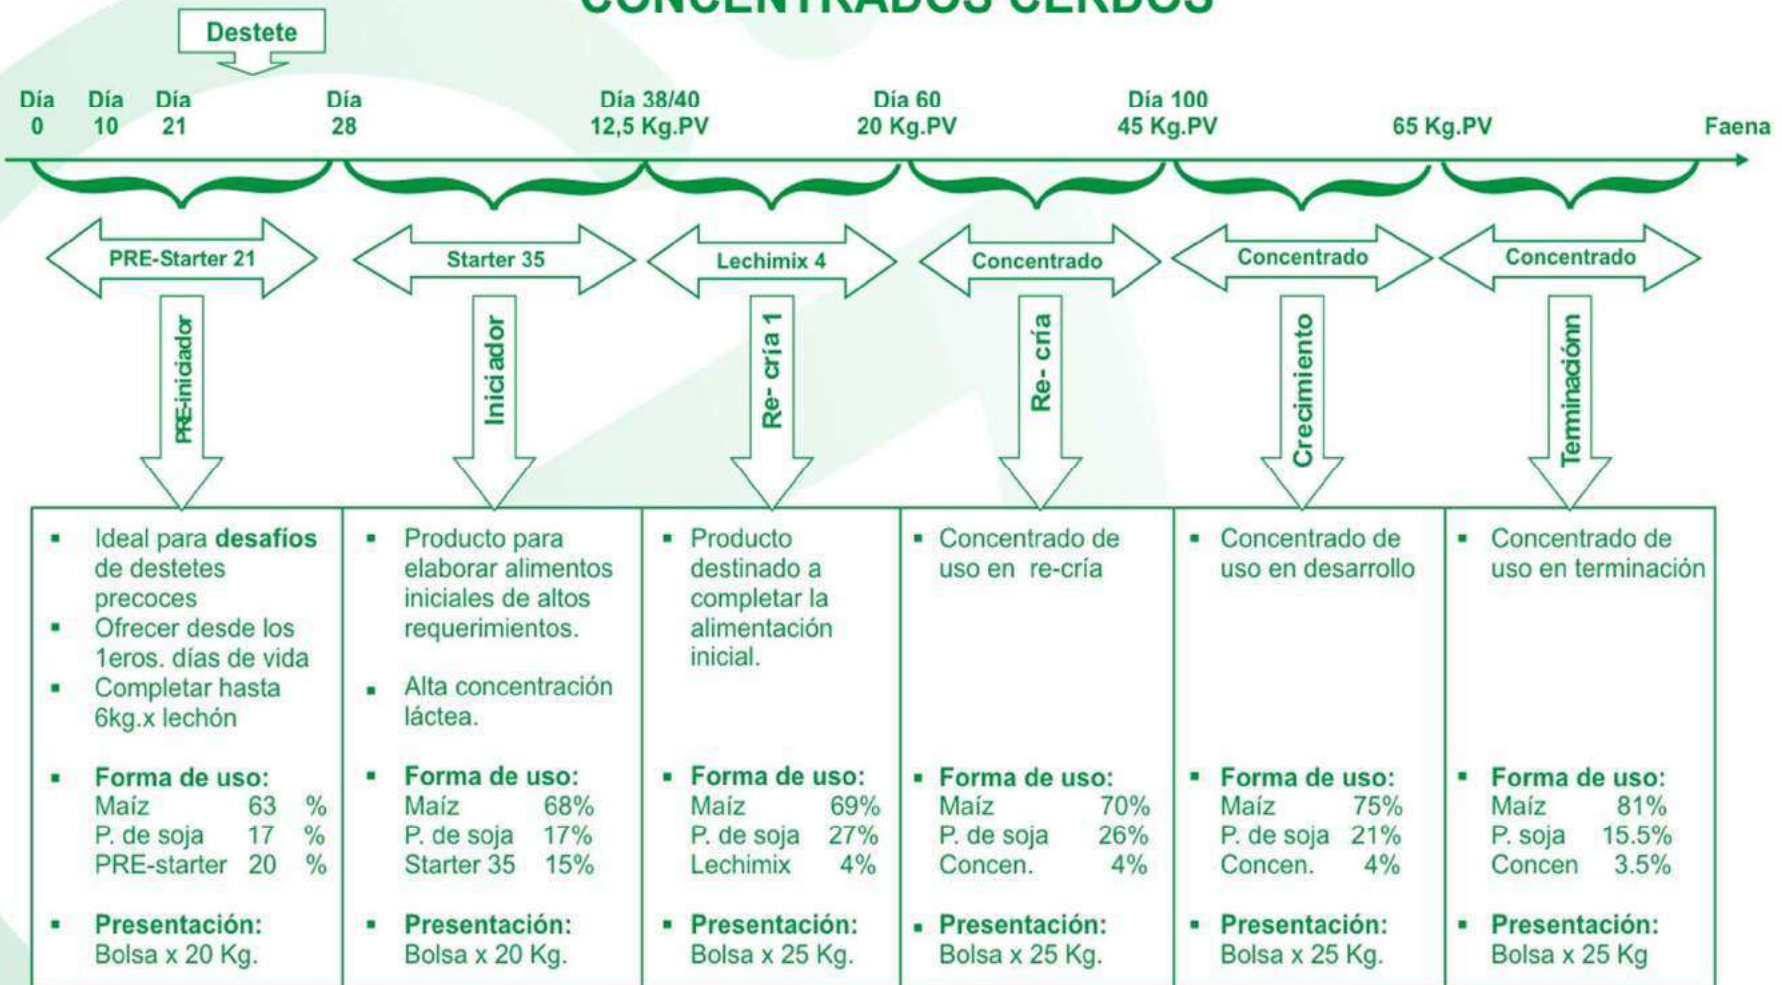 CONCENTRADOS CERDOS
Destete
Día 0
Día 10
Día 21
Día 28
Día 38/40
12,5 Kg.PV
Día 60
20 Kg.PV
Día 100
45 Kg.PV
65 Kg.PV
Faena
PRE-Starter 21
Starter 35
Lechimix 4
Concentrado
Concentrado
Concentrado
PRE-iniciador
Iniciador
Re- cría 1
Re- cría
Crecimiento
Terminaciónn
▪ Ideal para desafíos
de destetes
precoces
▪ Ofrecer desde los
1eros. días de vida
▪ Completar hasta
6kg.x lechón
▪ Forma de uso:
Maíz 63 %
P. de soja 17 %
PRE-starter 20 %
▪ Presentación:
Bolsa x 20 Kg.
▪ Producto para
elaborar alimentos
iniciales de altos
requerimientos.
▪ Alta concentración
láctea.
▪ Forma de uso:
Maíz 68%
P. de soja 17%
Starter 35 15%
▪ Presentación:
Bolsa x 20 Kg.
▪ Producto
destinado a
completar la
alimentación
inicial.
▪ Forma de uso:
Maíz 69%
P. de soja 27%
Lechimix 4%
▪ Presentación:
Bolsa x 25 Kg.
▪ Concentrado de
uso en re-cría
▪ Forma de uso:
Maíz 70%
P. de soja 26%
Concen. 4%
▪ Presentación:
Bolsa x 25 Kg.
▪ Concentrado de
uso en desarrollo
▪ Forma de uso:
Maíz 75%
P. de soja 21%
Concen. 4%
▪ Presentación:
Bolsa x 25 Kg.
▪ Concentrado de
uso en terminación
▪ Forma de uso:
Maíz 81%
P. soja 15.5%
Concen 3.5%
▪ Presentación:
Bolsa x 25 Kg